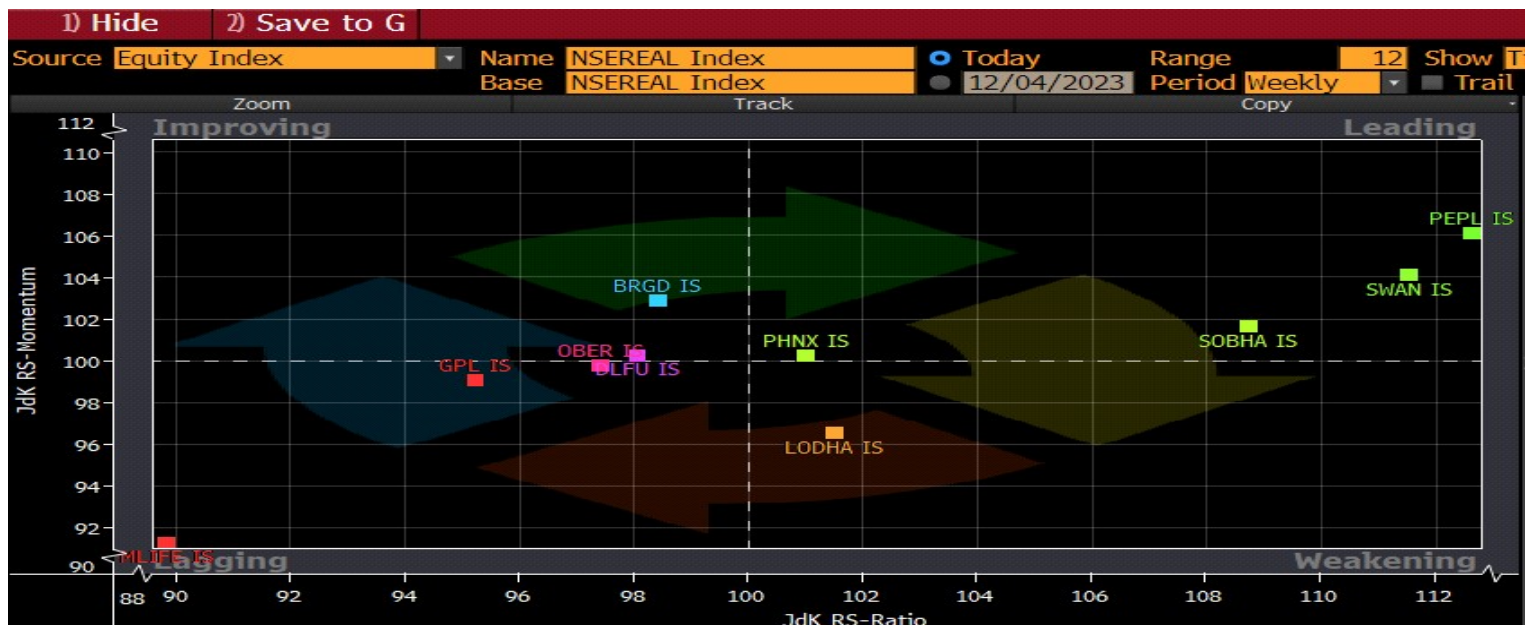 1) Hide 2) Save to G
Source Equity Index Name NSEREAL Index Today Range 12 Show
Base NSEREAL Index 12/04/2023 Period Weekly Trail
Zoom Track Copy
112 Improving Leading
110
108
106 PEPL IS
104 BRGD IS SWAN IS
102
PHNX IS SOBHA IS
100 OBER IS
GPL IS DLFU IS
98
96 LODHA IS
94
92
90 MLIFE IS Lagging Weakening
JdK RS-Momentum
88 90 92 94 96 98 100 102 104 106 108 110 112
JdK RS-Ratio